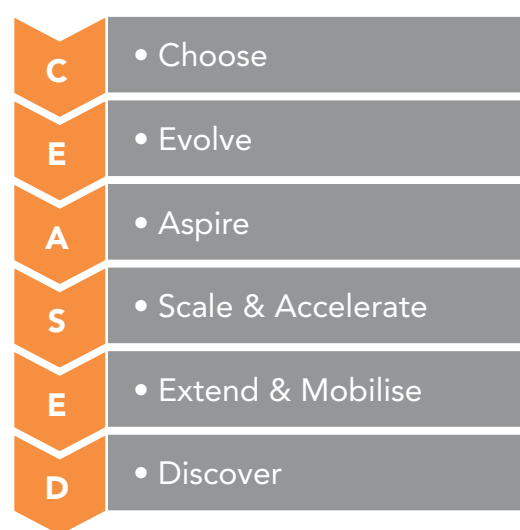 C • Choose
E • Evolve
A • Aspire
S • Scale & Accelerate
E • Extend & Mobilise
D • Discover